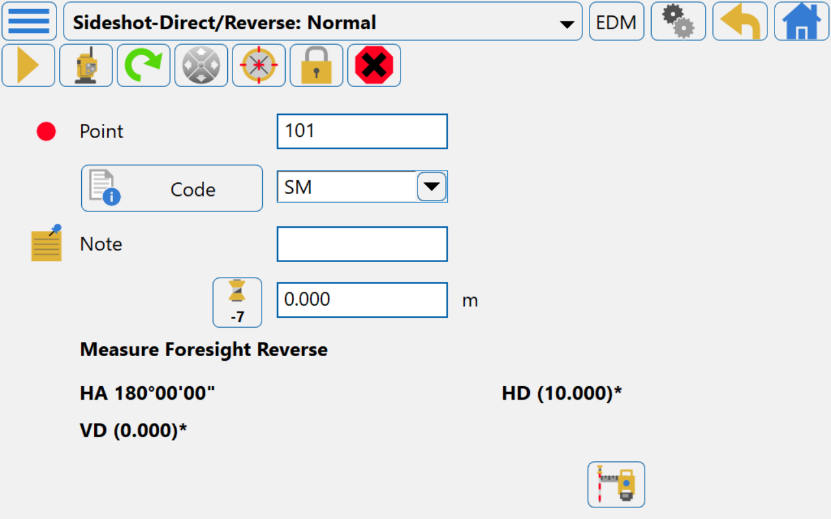 Sideshot-Direct/Reverse: Normal EDM
Point 101
Code SM
Note
-7 0.000 m
Measure Foresight Reverse
HA 180°00'00" HD (10.000)*
VD (0.000)*